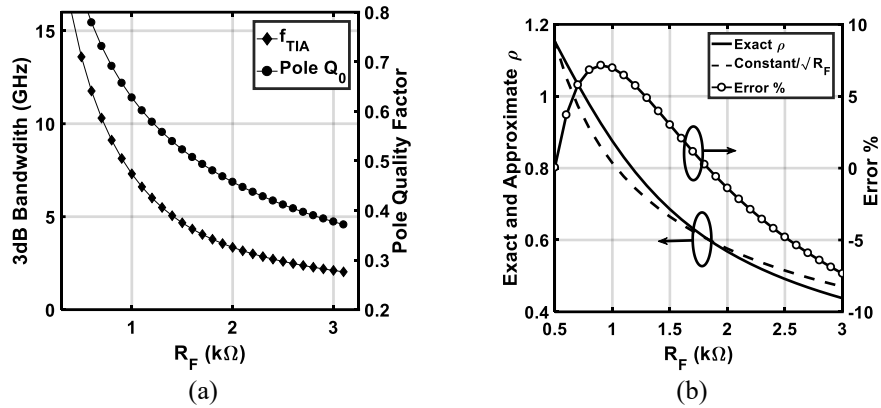 15
10
5
0
3dB Bandwdith (GHz)
0.8
0.7
0.6
0.5
0.4
0.3
0.2
Pole Quality Factor
f_TIA
Pole Q_0
1
2
3
R_F (kΩ)
(a)
1.2
1
0.8
0.6
0.4
Exact and Approximate ρ
10
5
0
-5
-10
Error %
Exact ρ
Constant/√R_F
Error %
0.5
1
1.5
2
2.5
3
R_F (kΩ)
(b)